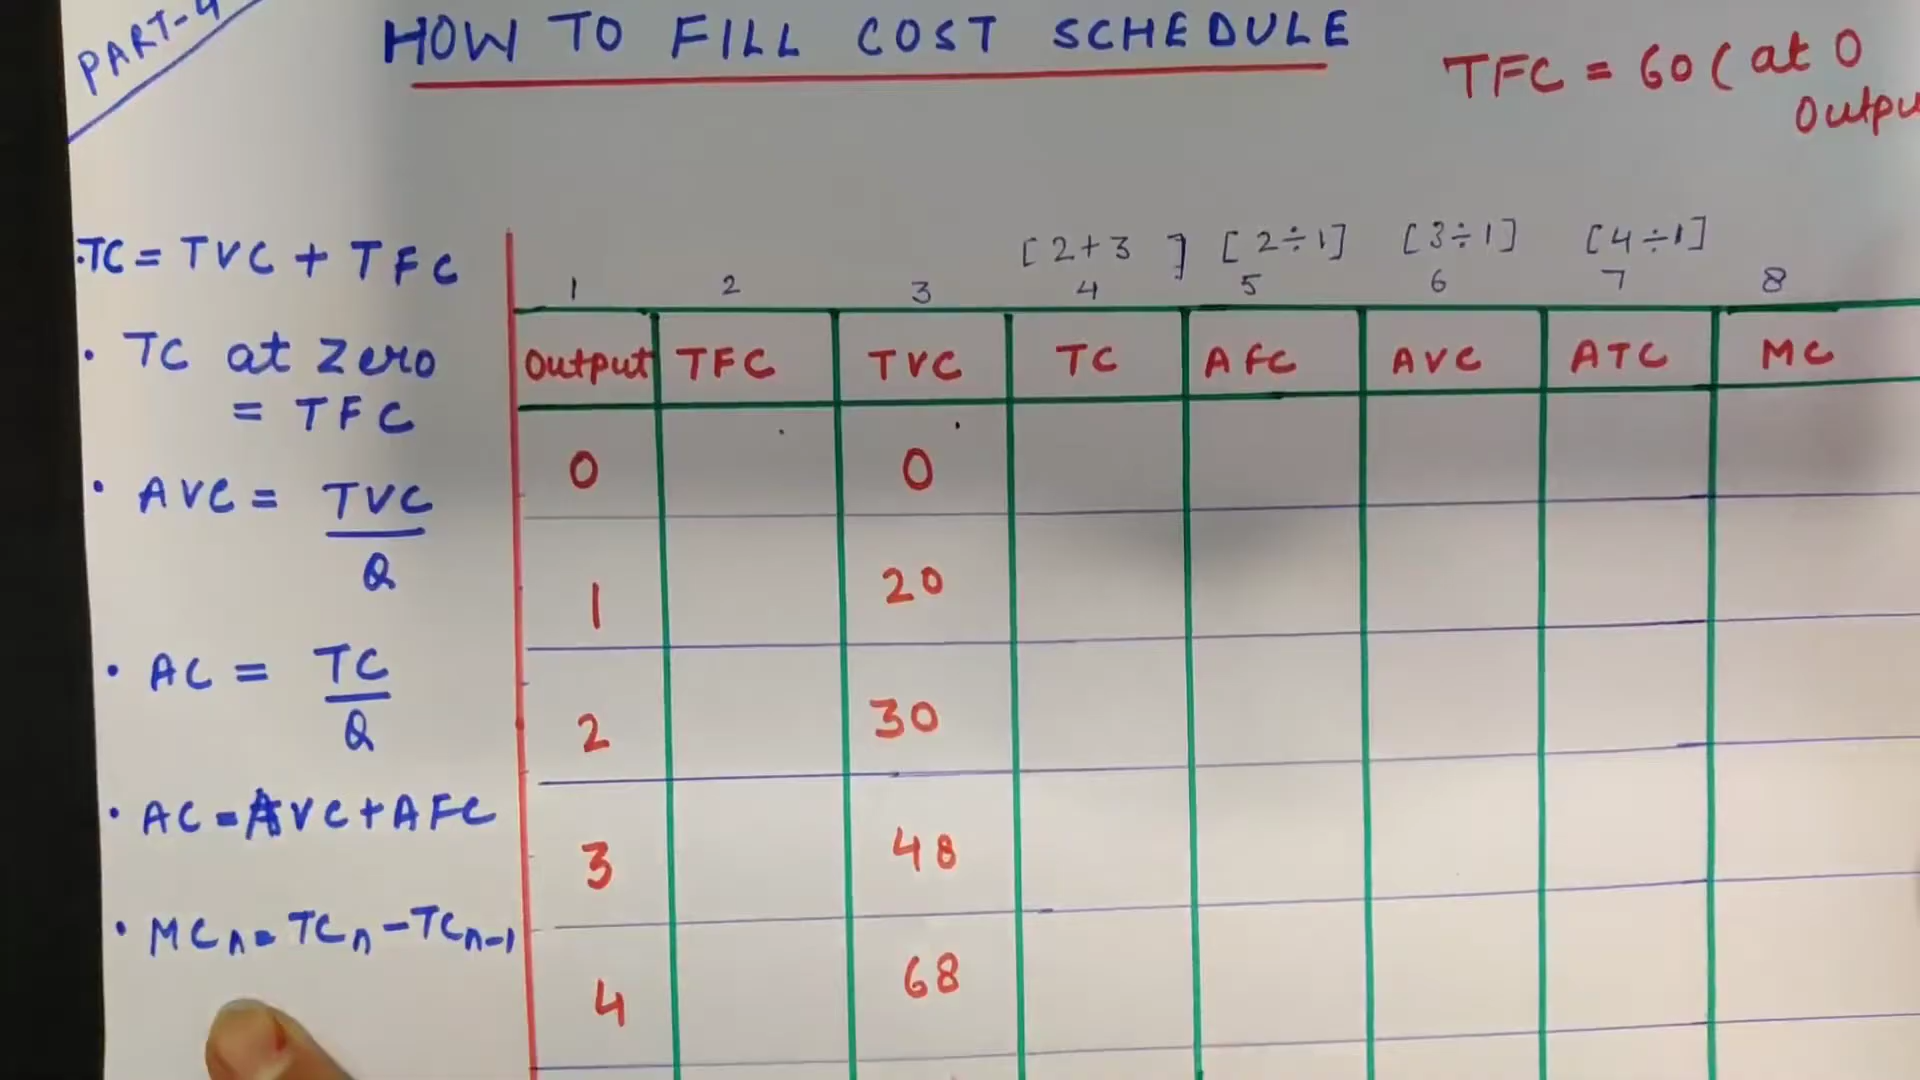 PART-4
HOW TO FILL COST SCHEDULE
TFC = 60 ( at 0
Outpu
·TC = TVC + TFC
· TC at zero
= TFC
· AVC = TVC
Q
· AC = TC
Q
· AC = AVC + AFC
· MCn = TCn - TCn-1
[ 2+3 ] [ 2÷1 ] [ 3÷1 ] [ 4÷1 ]
1 2 3 4 5 6 7 8
Output TFC TVC TC AFC AVC ATC MC
0 0
1 20
2 30
3 48
4 68